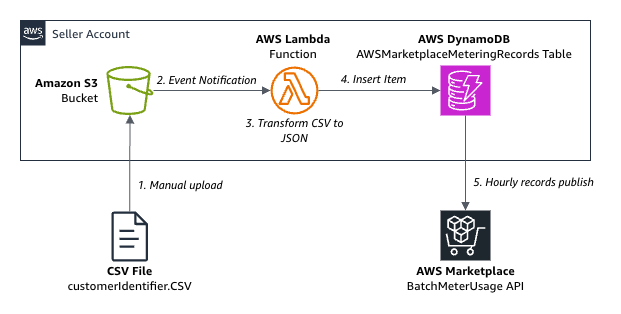 aws
Seller Account
AWS Lambda
Function
AWS DynamoDB
AWSMarketplaceMeteringRecords Table
Amazon S3
Bucket
2. Event Notification
4. Insert Item
3. Transform CSV to
JSON
1. Manual upload
5. Hourly records publish
CSV File
customerIdentifier.CSV
AWS Marketplace
BatchMeterUsage API